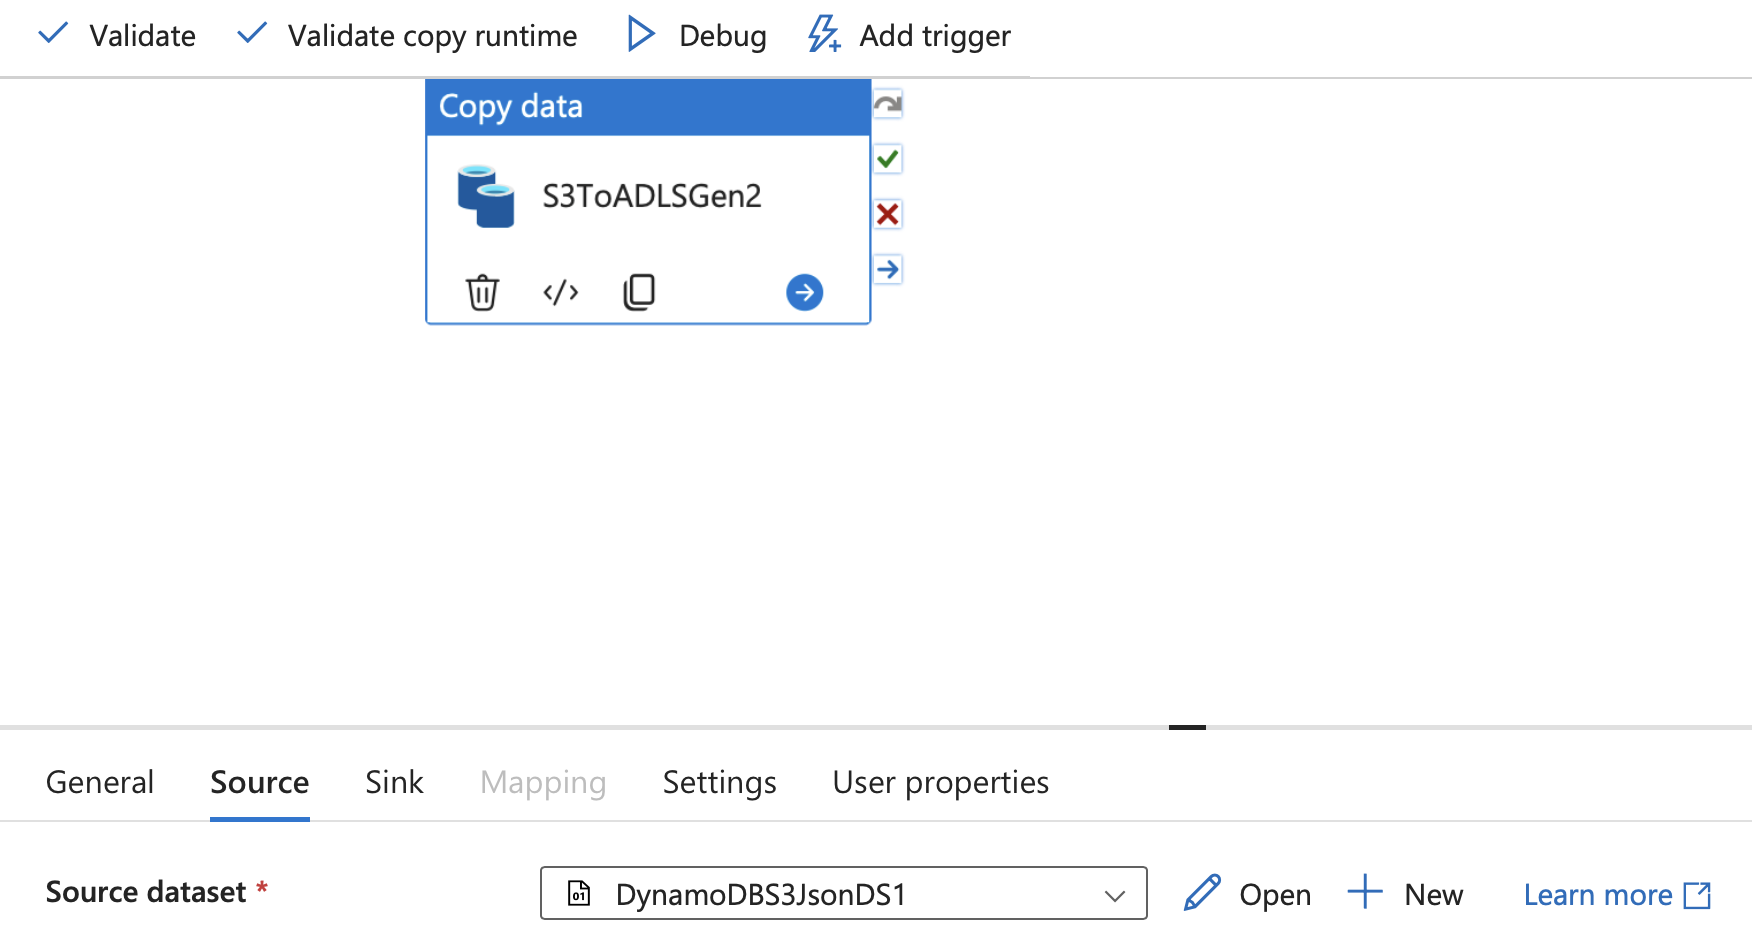 Validate Validate copy runtime Debug Add trigger
Copy data
S3ToADLSGen2
General Source Sink Mapping Settings User properties
Source dataset * 01 DynamoDBS3JsonDS1 Open New Learn more